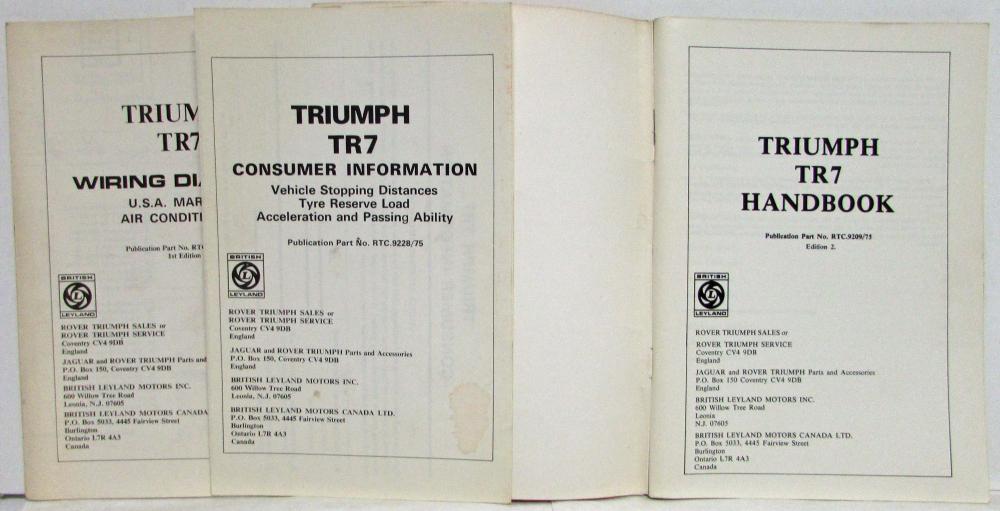 TRIUM
TR7
WIRING DIA
U.S.A. MAR
AIR CONDITI
Publication Part No. RT
1st Edition
BRITISH
L
LEYLAND
ROVER TRIUMPH SALES or
ROVER TRIUMPH SERVICE
Coventry CV4 9DB
England
JAGUAR and ROVER TRIUMPH Parts and
P.O. Box 150, Coventry CV4 9DB
England
BRITISH LEYLAND MOTORS INC.
600 Willow Tree Road
Leonia, N.J. 07605
BRITISH LEYLAND MOTORS CANADA
P.O. Box 5033, 4445 Fairview Street
Burlington
Ontario L7R 4A3
Canada
TRIUMPH
TR7
CONSUMER INFORMATION
Vehicle Stopping Distances
Tyre Reserve Load
Acceleration and Passing Ability
Publication Part No. RTC.9228/75
BRITISH
L
LEYLAND
ROVER TRIUMPH SALES or
ROVER TRIUMPH SERVICE
Coventry CV4 9DB
England
JAGUAR and ROVER TRIUMPH Parts and Accessories
P.O. Box 150, Coventry CV4 9DB
England
BRITISH LEYLAND MOTORS INC.
600 Willow Tree Road
Leonia, N.J. 07605
BRITISH LEYLAND MOTORS CANADA LTD.
P.O. Box 5033, 4445 Fairview Street
Burlington
Ontario L7R 4A3
Canada
TRIUMPH
TR7
HANDBOOK
Publication Part No. RTC.9209/75
Edition 2.
BRITISH
L
LEYLAND
ROVER TRIUMPH SALES or
ROVER TRIUMPH SERVICE
Coventry CV4 9DB
England
JAGUAR and ROVER TRIUMPH Parts and Accessories
P.O. Box 150 Coventry CV4 9DB
England
BRITISH LEYLAND MOTORS INC.
600 Willow Tree Road
Leonia
N.J. 07605
BRITISH LEYLAND MOTORS CANADA LTD.
P.O. Box 5033, 4445 Fairview Street
Burlington
Ontario L7R 4A3
Canada